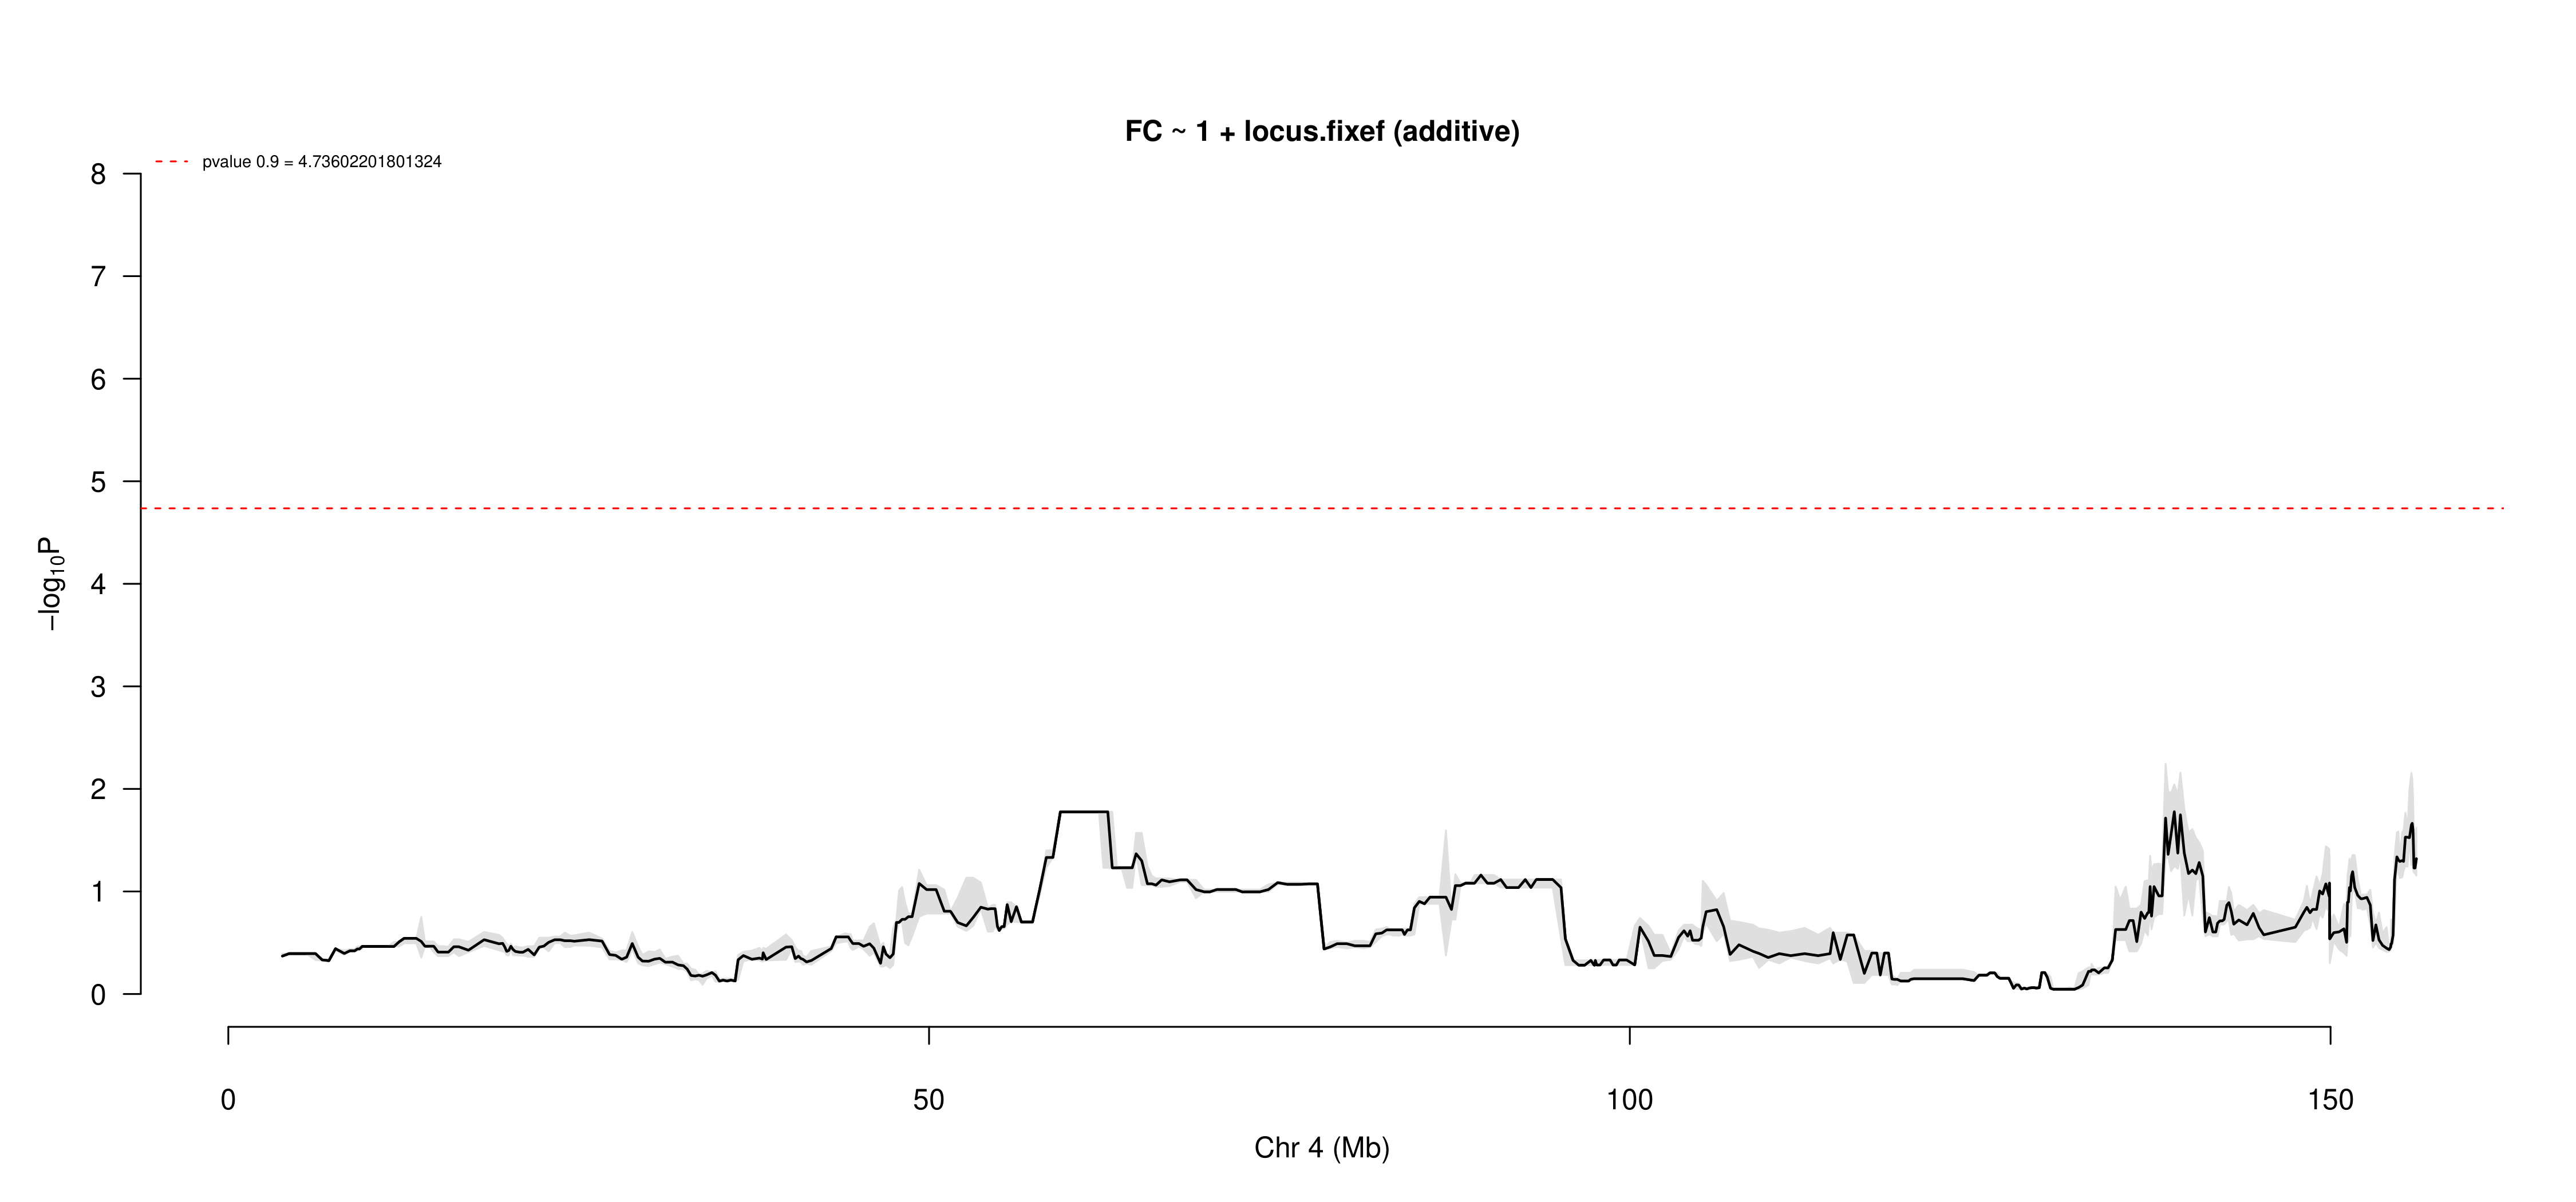 FC ~ 1 + locus.fixef (additive)
pvalue 0.9 = 4.73602201801324
8
7
6
5
4
3
2
1
0
−log10P
0 50 100 150
Chr 4 (Mb)